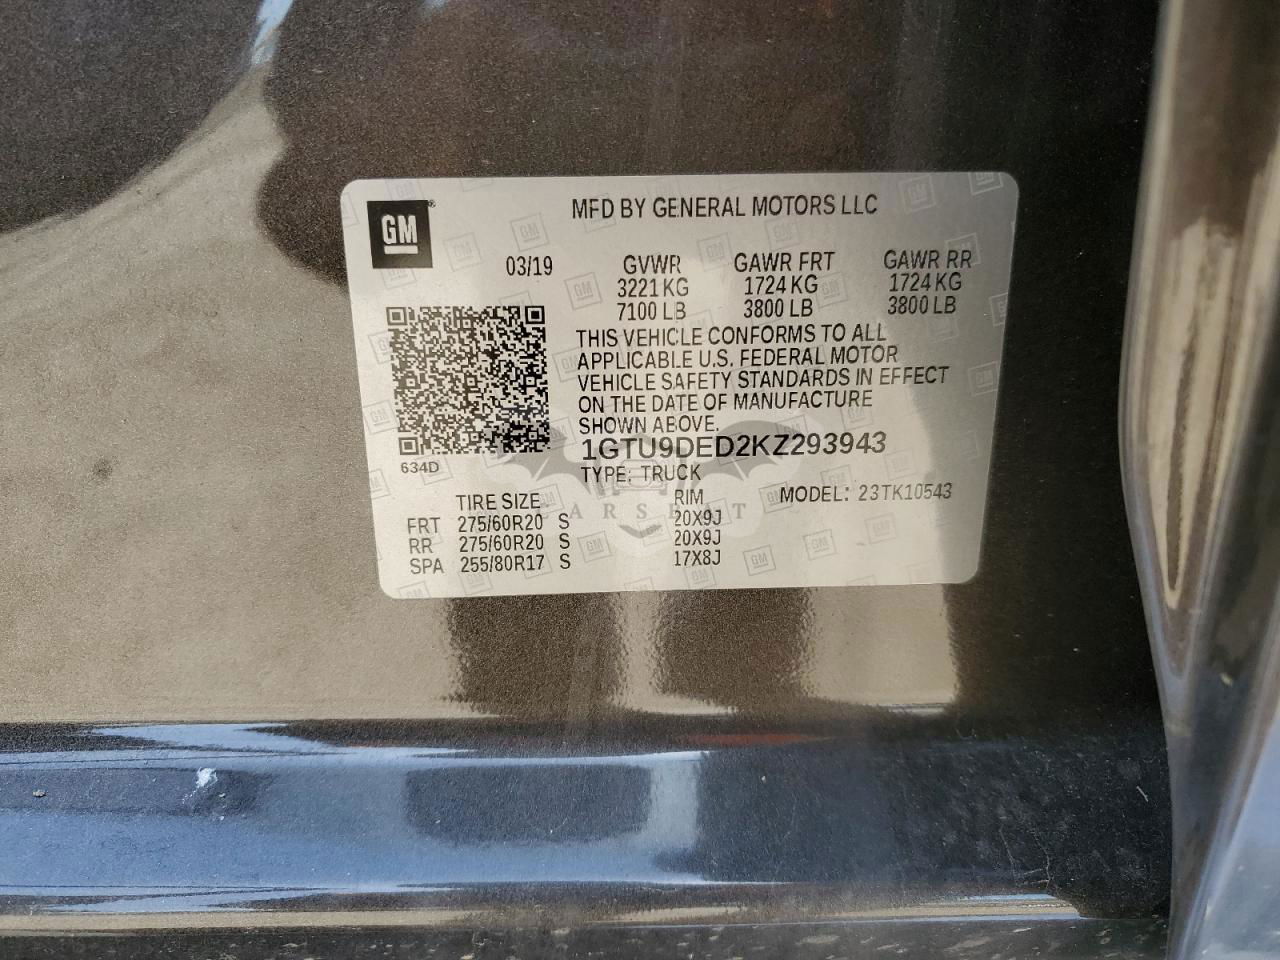 GM
MFD BY GENERAL MOTORS LLC
03/19 GVWR GAWR FRT GAWR RR
3221 KG 1724 KG 1724 KG
7100 LB 3800 LB 3800 LB
THIS VEHICLE CONFORMS TO ALL
APPLICABLE U.S. FEDERAL MOTOR
VEHICLE SAFETY STANDARDS IN EFFECT
ON THE DATE OF MANUFACTURE
SHOWN ABOVE.
1GTU9DED2KZ293943
634D TYPE: TRUCK
TIRE SIZE RIM MODEL: 23TK10543
CARSBAT
FRT 275/60R20 S 20X9J
RR 275/60R20 S 20X9J
SPA 255/80R17 S 17X8J